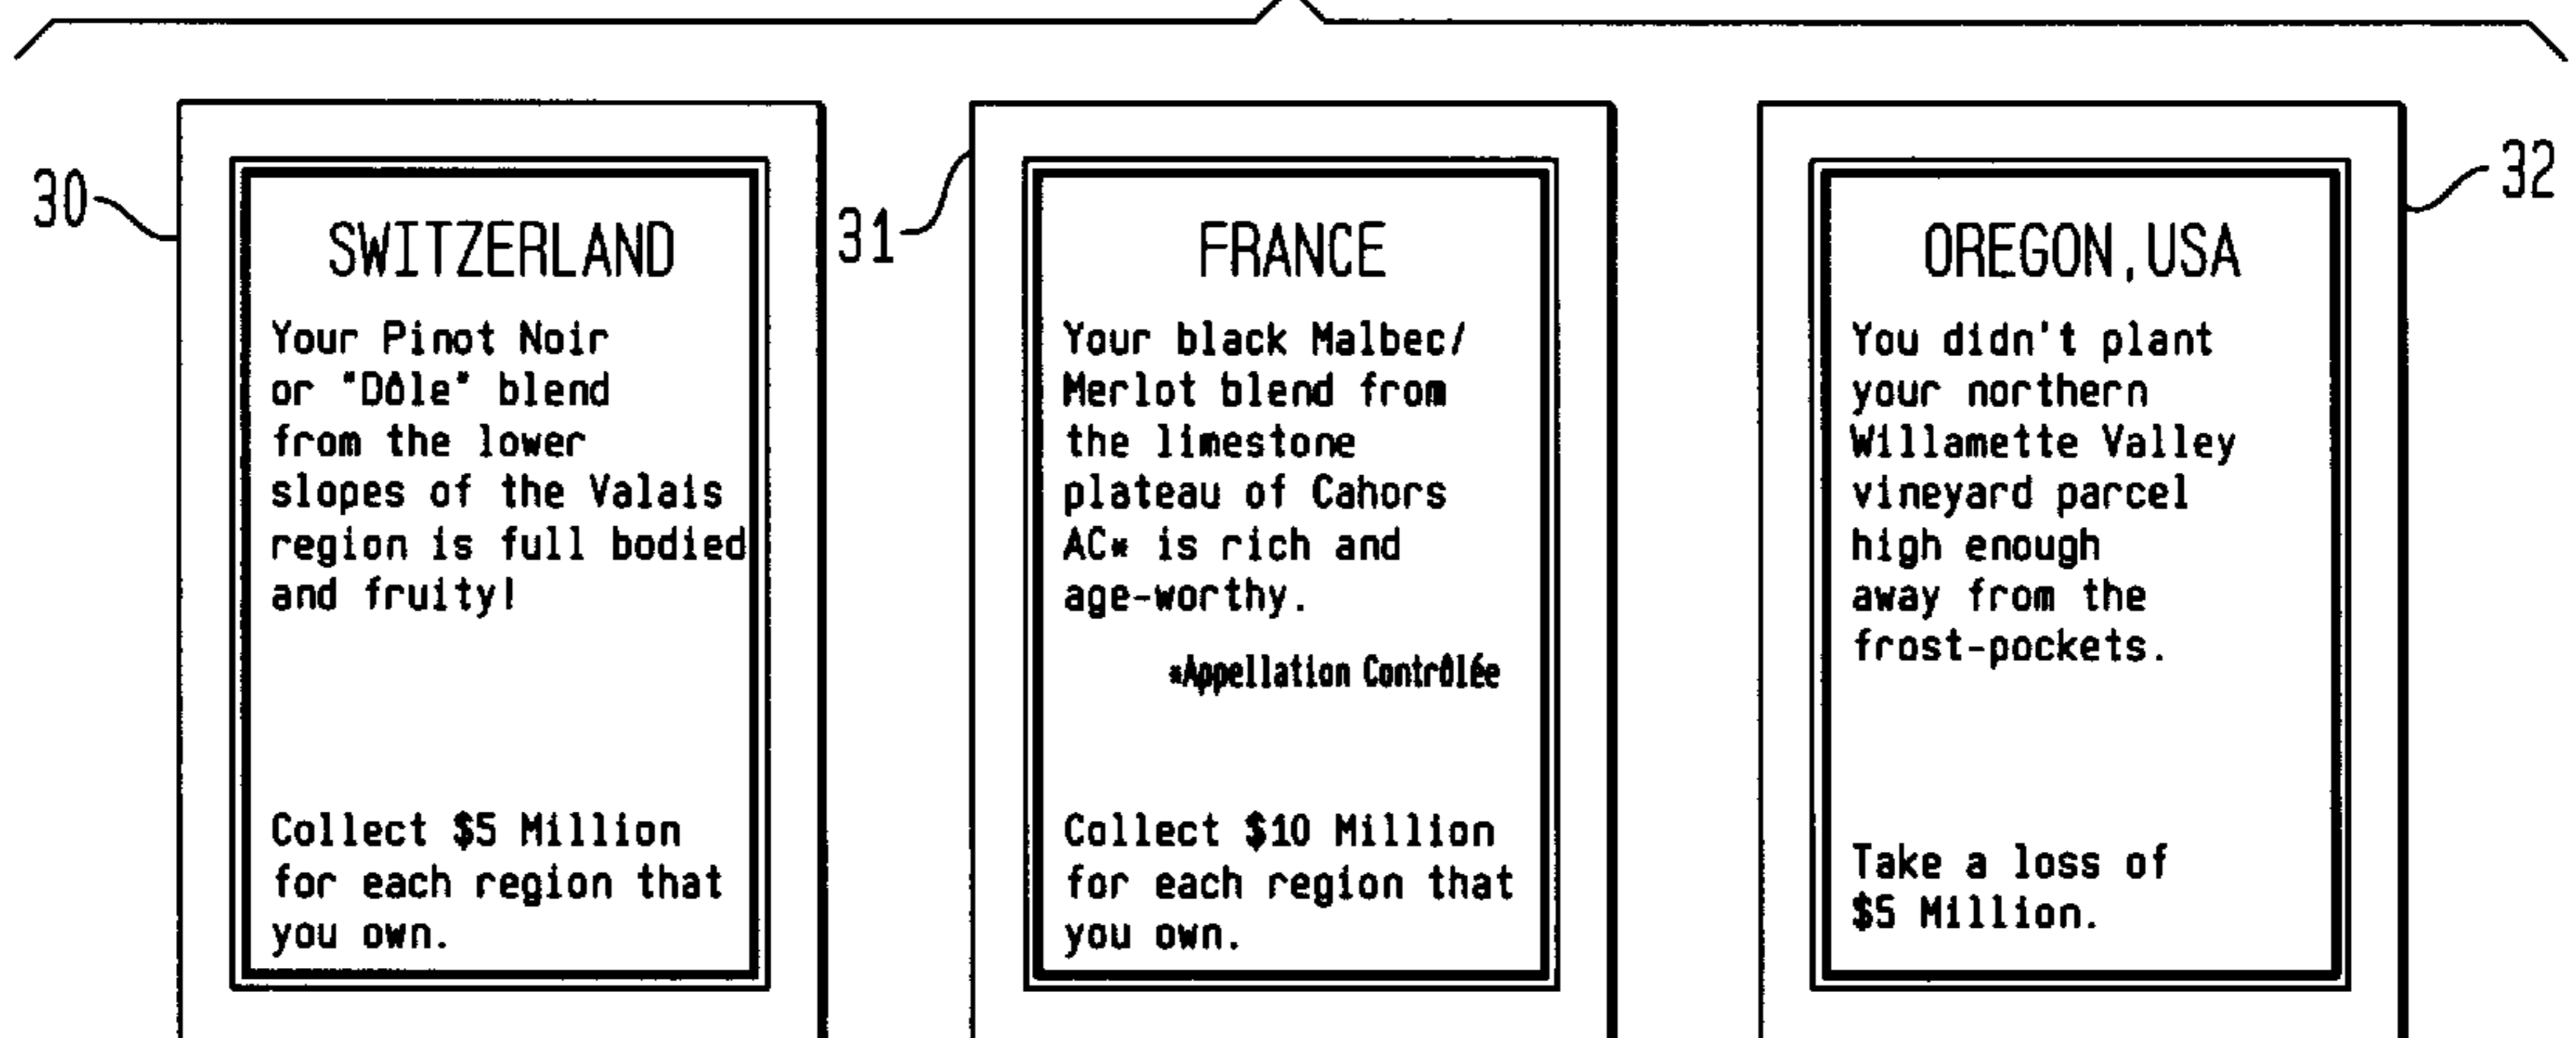 30
SWITZERLAND
Your Pinot Noir
or "Dôle" blend
from the lower
slopes of the Valais
region is full bodied
and fruity!
Collect $5 Million
for each region that
you own.
31
FRANCE
Your black Malbec/
Merlot blend from
the limestone
plateau of Cahors
AC* is rich and
age-worthy.
*Appellation Contrôlée
Collect $10 Million
for each region that
you own.
32
OREGON,USA
You didn't plant
your northern
Willamette Valley
vineyard parcel
high enough
away from the
frost-pockets.
Take a loss of
$5 Million.